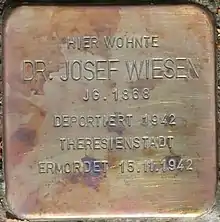 HIER WOHNTE
DR. JOSEF WIESEN
JG. 1868
DEPORTIERT 1942
THERESIENSTADT
ERMORDET 15.11.1942